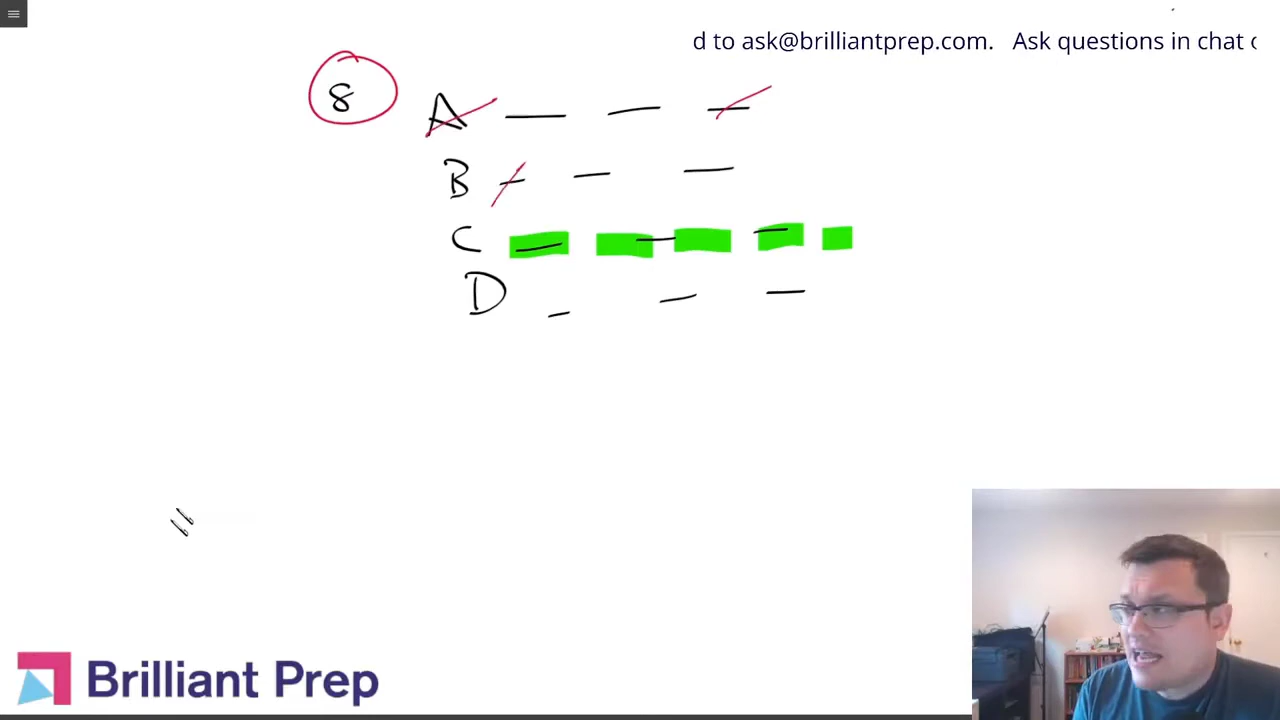 d to ask@brilliantprep.com. Ask questions in chat
8
A
B
C
D
Brilliant Prep